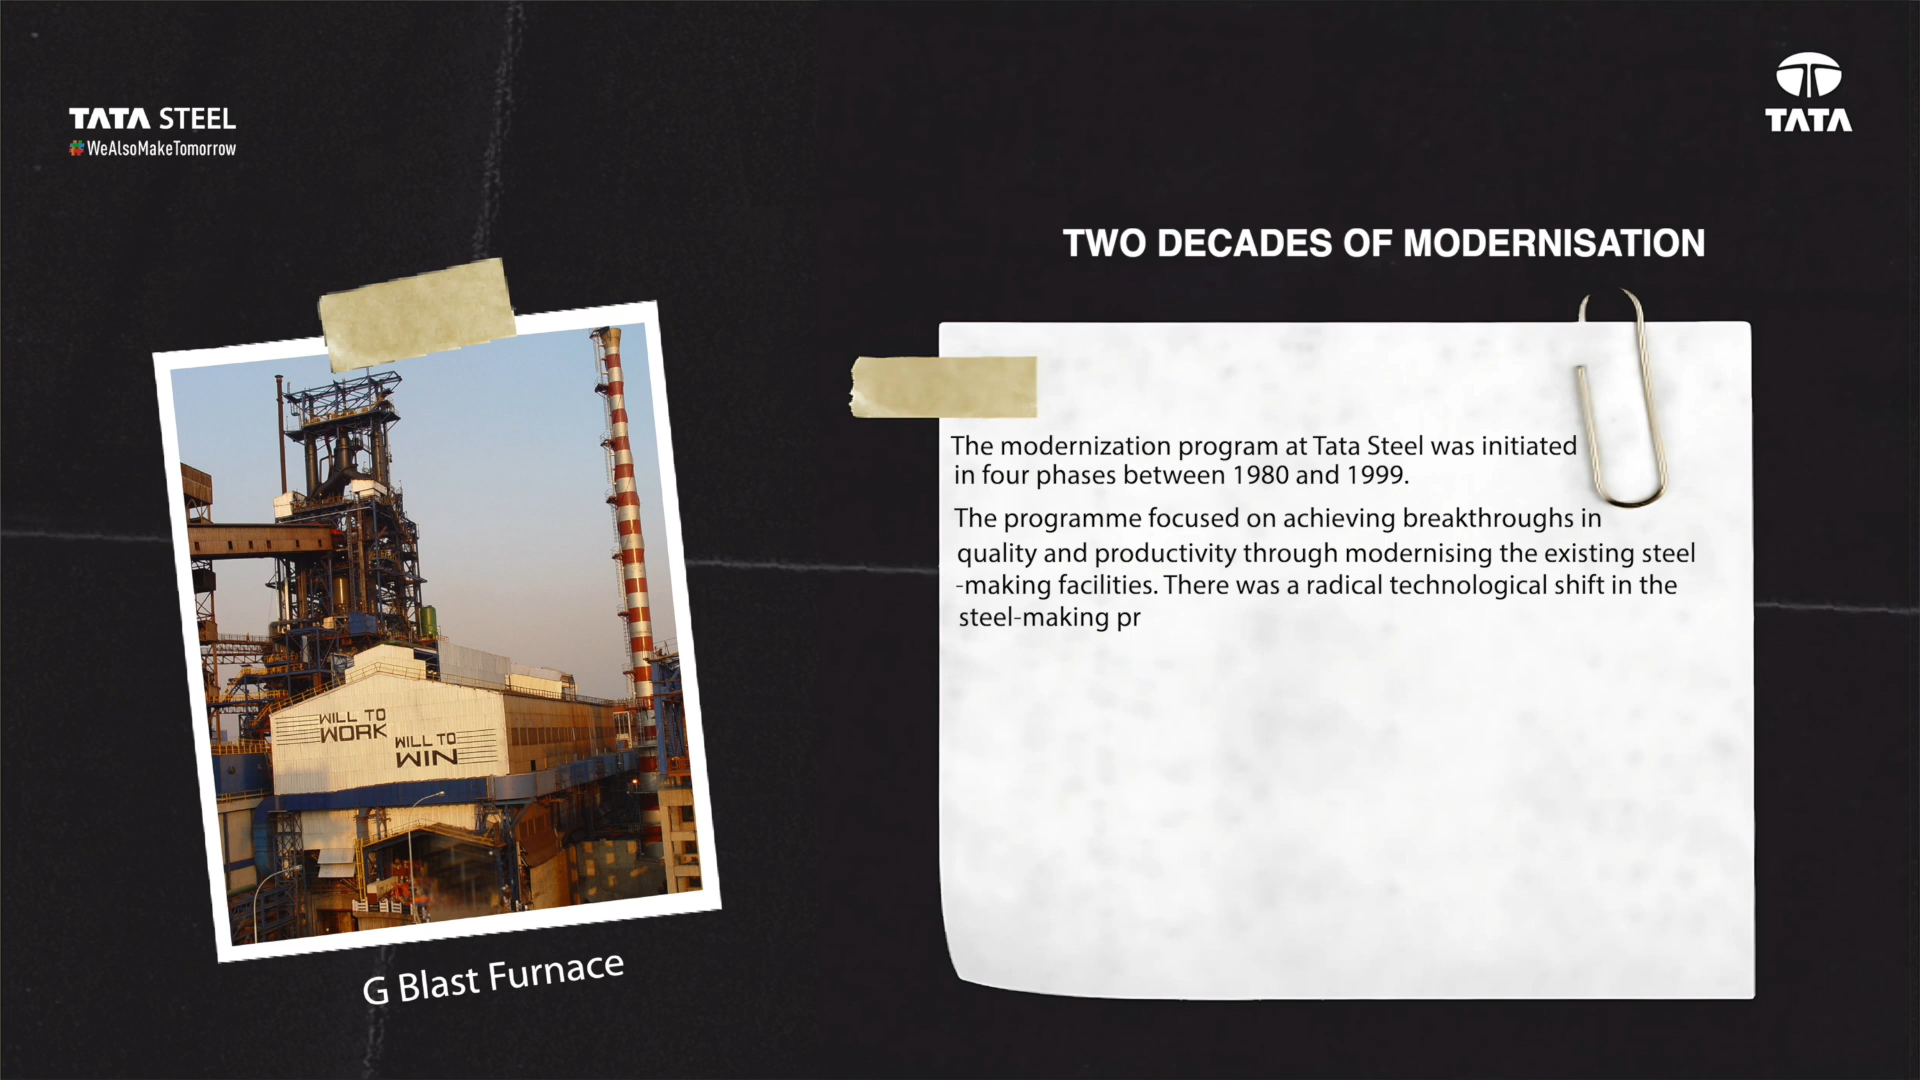 TATA STEEL
#WeAlsoMakeTomorrow
TATA
TWO DECADES OF MODERNISATION
The modernization program at Tata Steel was initiated
in four phases between 1980 and 1999.
The programme focused on achieving breakthroughs in
quality and productivity through modernising the existing steel
-making facilities. There was a radical technological shift in the
steel-making pr
WILL TO
WORK
WILL TO
WIN
G Blast Furnace